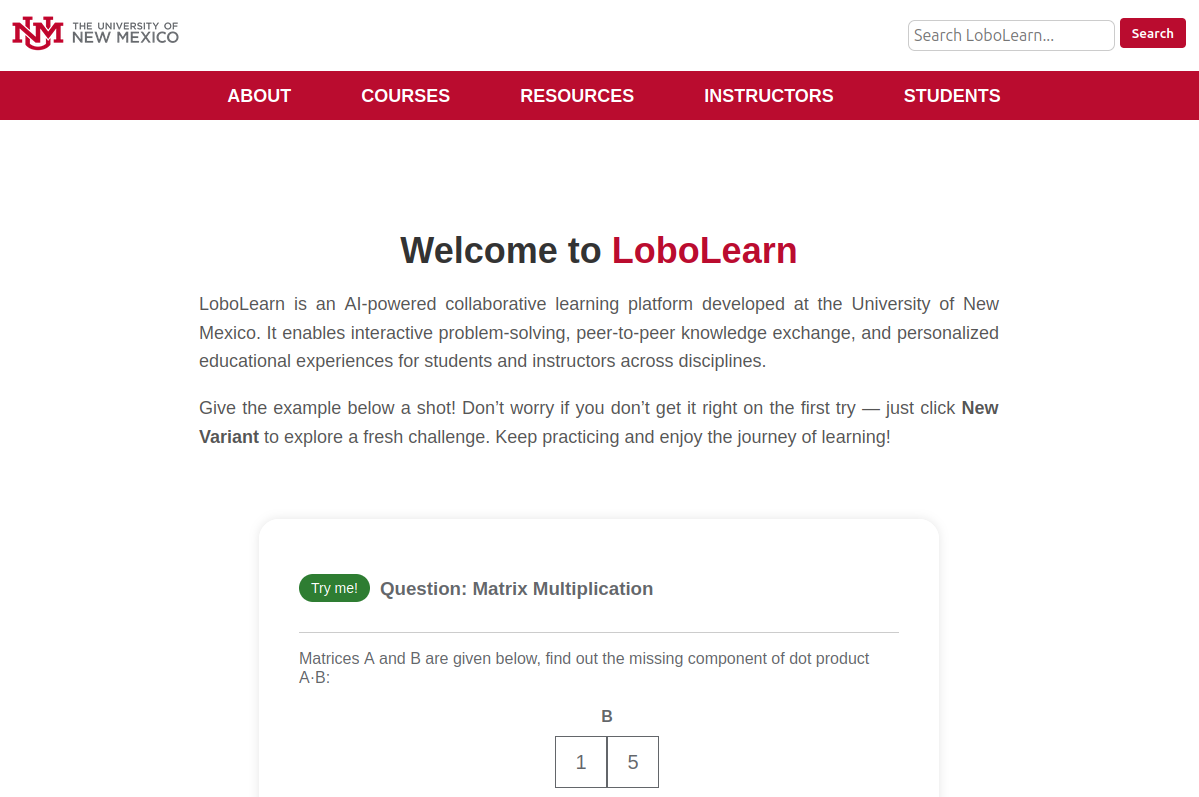 THE UNIVERSITY OF
NEW MEXICO
Search LoboLearn...
Search
ABOUT
COURSES
RESOURCES
INSTRUCTORS
STUDENTS
Welcome to LoboLearn
LoboLearn is an AI-powered collaborative learning platform developed at the University of New
Mexico. It enables interactive problem-solving, peer-to-peer knowledge exchange, and personalized
educational experiences for students and instructors across disciplines.
Give the example below a shot! Don’t worry if you don’t get it right on the first try — just click New
Variant to explore a fresh challenge. Keep practicing and enjoy the journey of learning!
Try me!
Question: Matrix Multiplication
Matrices A and B are given below, find out the missing component of dot product
A·B:
B
1 5